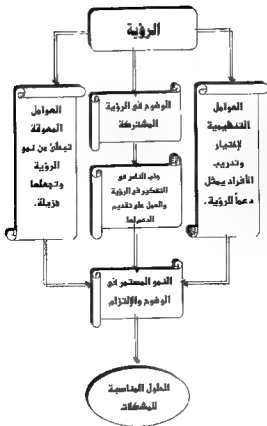 الرؤية
العوامل
التنظيمية
لإختيار
وتدريب
الأفراد يمثل
دعماً للرؤية.
الوضوح في الرؤية
المشتركة
العوامل
المعوقة
تبطئ من نمو
الرؤية
وتجعلها
هزيلة.
الناس في
التفكير في الرؤية
والعمل على تقديم
الدعم لها
النمو المستمر في
الوضوح والإلتزام
الحلول المناسبة
للمشكلات